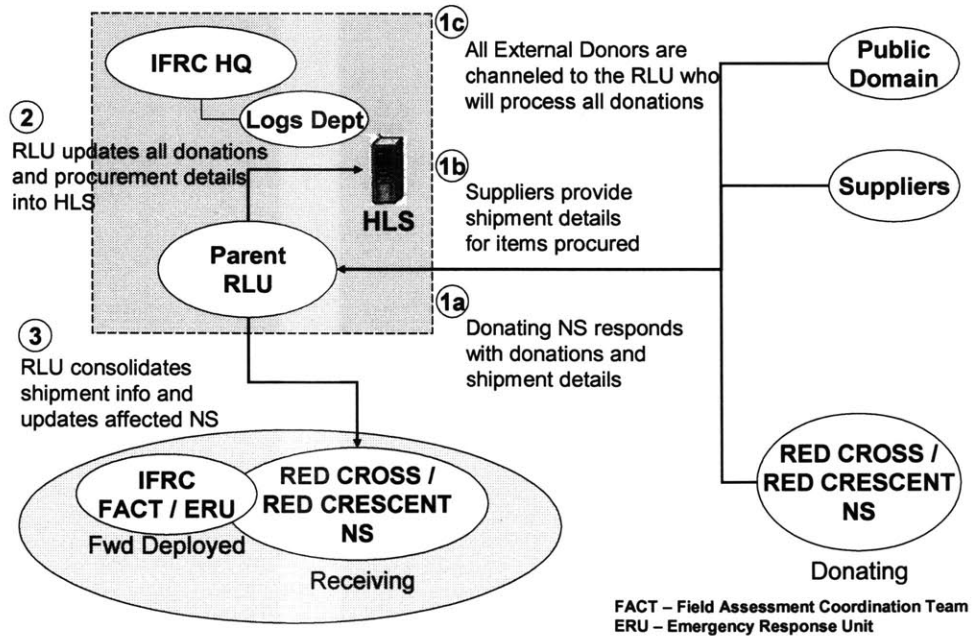 1c
All External Donors are
channeled to the RLU who
will process all donations
Public
Domain
IFRC HQ
Logs Dept
2
RLU updates all donations
and procurement details
into HLS
HLS
1b
Suppliers provide
shipment details
for items procured
Suppliers
Parent
RLU
1a
Donating NS responds
with donations and
shipment details
3
RLU consolidates
shipment info and
updates affected NS
IFRC
FACT / ERU
Fwd Deployed
RED CROSS /
RED CRESCENT
NS
Receiving
RED CROSS /
RED CRESCENT
NS
Donating
FACT – Field Assessment Coordination Team
ERU – Emergency Response Unit